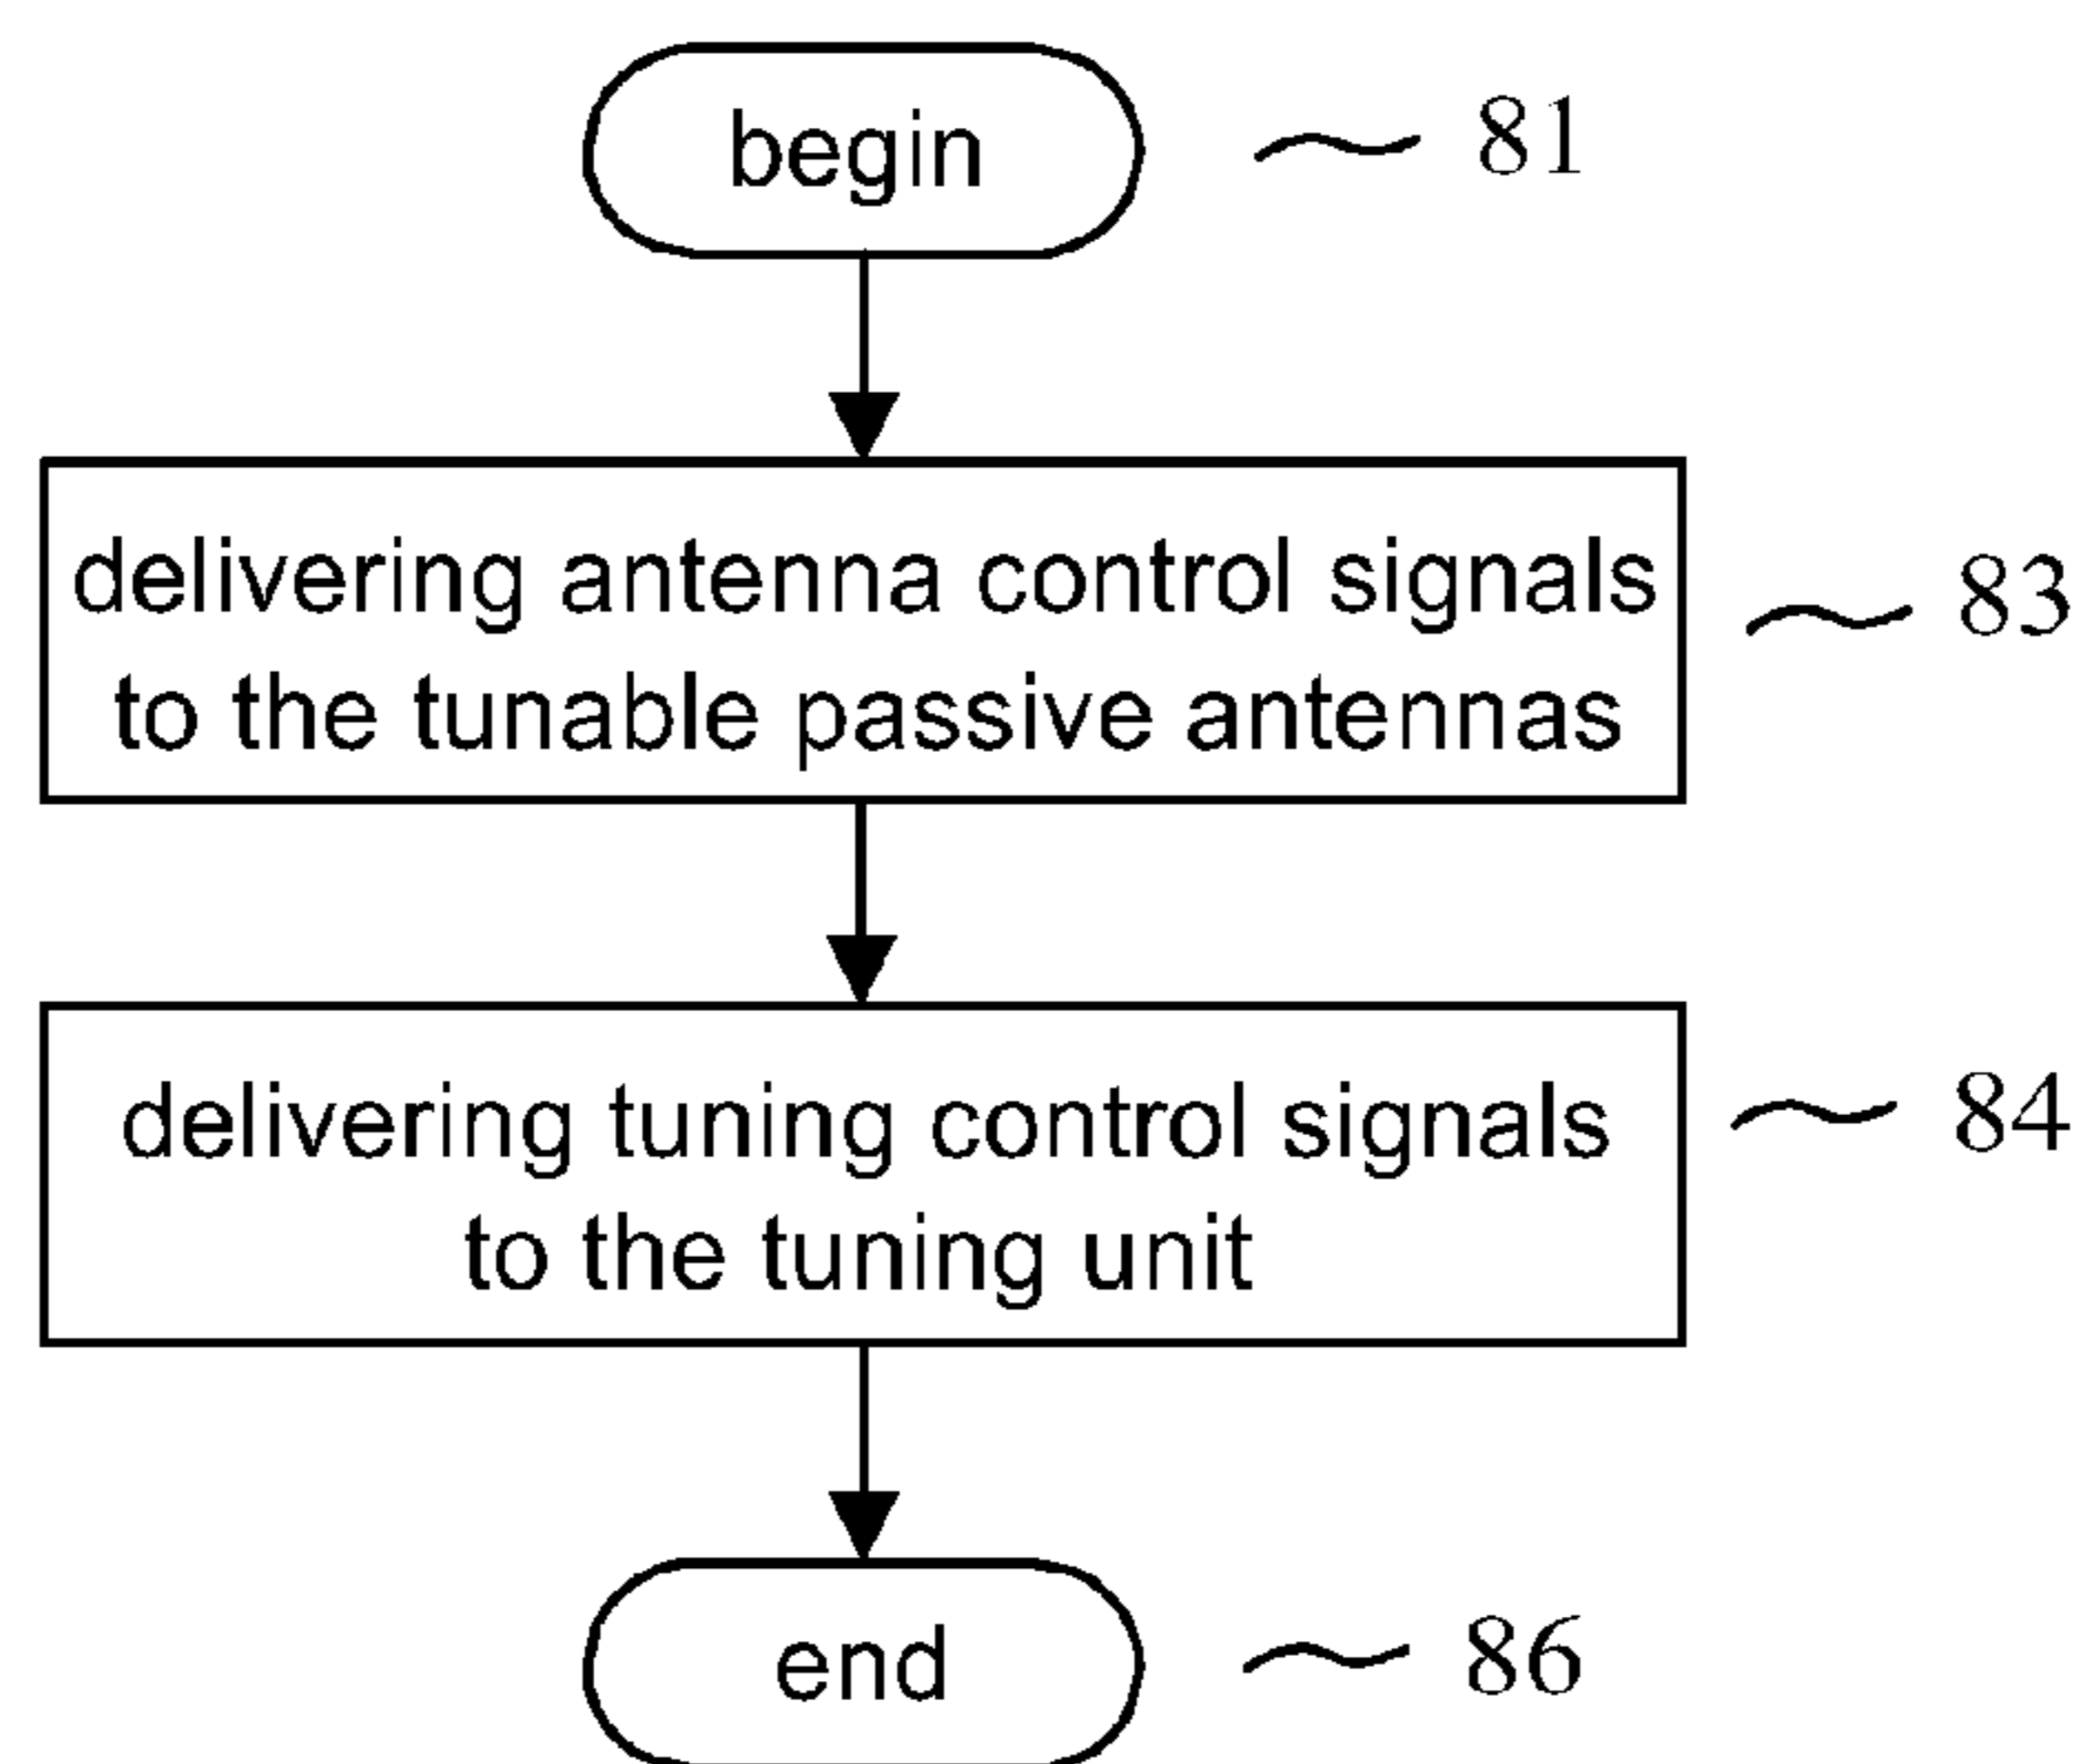 begin
81
delivering antenna control signals
to the tunable passive antennas
83
delivering tuning control signals
to the tuning unit
84
end
86